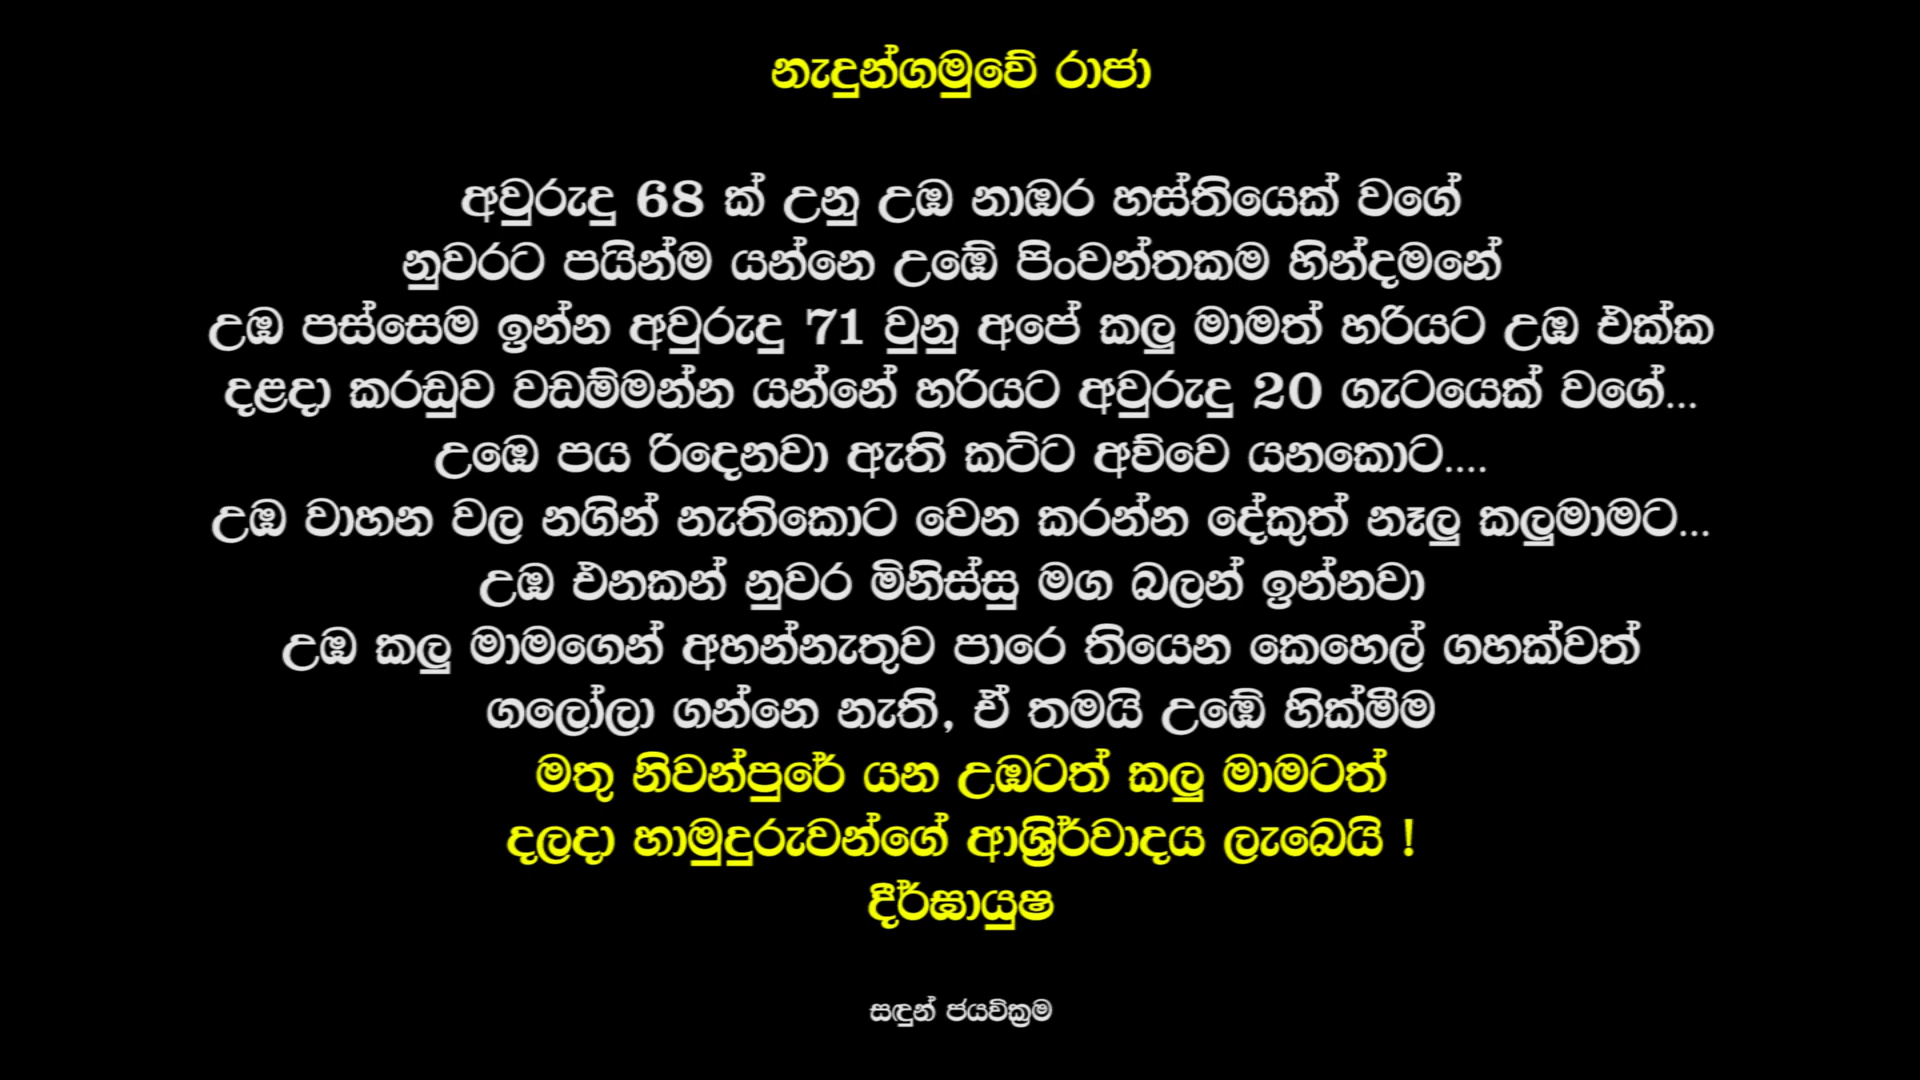 නැදුන්ගමුවේ රාජා
අවුරුදු 68 ක් උනු උඹ නාඹර හස්තියෙක් වගේ
නුවරට පයින්ම යන්නෙ උඹේ පිංවන්තකම හින්දමනේ
උඹ පස්සෙම ඉන්න අවුරුදු 71 වුනු අපේ කලු මාමත් හරියට උඹ එක්ක
දළදා කරඩුව වඩම්මන්න යන්නේ හරියට අවුරුදු 20 ගැටයෙක් වගේ...
උඹෙ පය රිදෙනවා ඇති කට්ට අව්වෙ යනකොට....
උඹ වාහන වල නගින් නැතිකොට වෙන කරන්න දේකුත් නෑලු කලුමාමට...
උඹ එනකන් නුවර මිනිස්සු මග බලන් ඉන්නවා
උඹ කලු මාමගෙන් අහන්නැතුව පාරෙ තියෙන කෙහෙල් ගහක්වත්
ගලෝලා ගන්නෙ නැති, ඒ තමයි උඹේ හික්මීම
මතු නිවන්පුරේ යන උඹටත් කලු මාමටත්
දලදා හාමුදුරුවන්ගේ ආශ්‍රිර්වාදය ලැබෙයි !
දීර්ඝායුෂ
සඳුන් ජයවික්‍රම